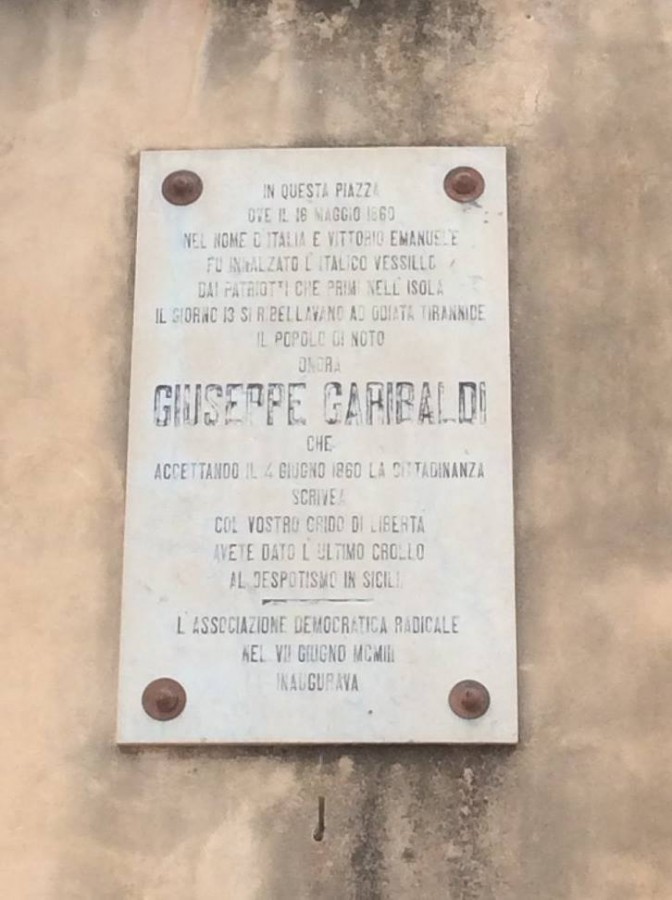 IN QUESTA PIAZZA
OVE IL 16 MAGGIO 1860
NEL NOME D'ITALIA E VITTORIO EMANUELE
FU INNALZATO L'ITALICO VESSILLO
DAI PATRIOTTI CHE PRIMI NELL'ISOLA
IL GIORNO 13 SI RIBELLAVANO AD ODIATA TIRANNIDE
IL POPOLO DI NOTO
ONORA
GIUSEPPE GARIBALDI
CHE
ACCETTANDO IL 4 GIUGNO 1860 LA CITTADINANZA
SCRIVEA
COL VOSTRO GRIDO DI LIBERTA
AVETE DATO L'ULTIMO CROLLO
AL DESPOTISMO IN SICILIA
L'ASSOCIAZIONE DEMOCRATICA RADICALE
NEL VII GIUGNO MCMIII
INAUGURAVA